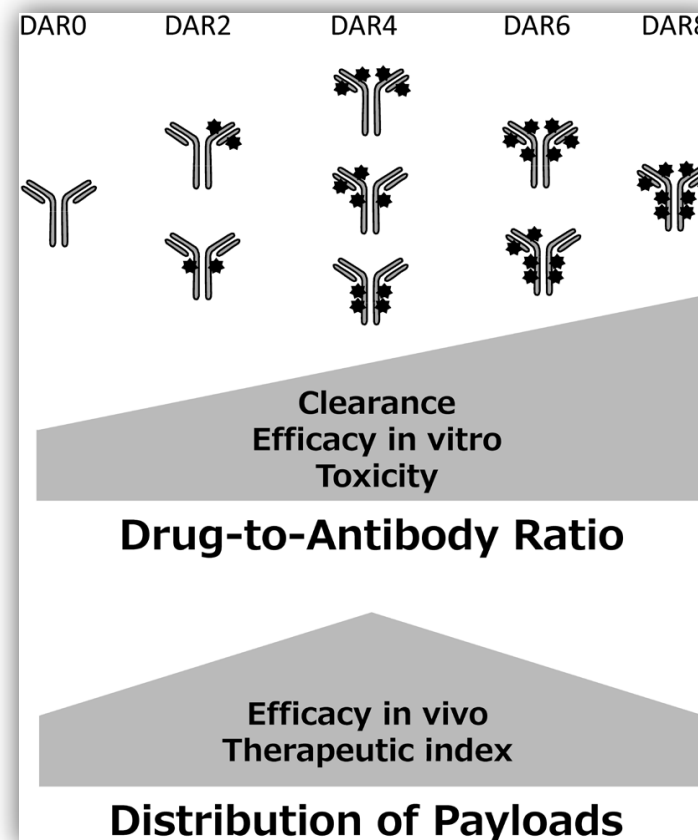 DAR0 DAR2 DAR4 DAR6 DAR8
Clearance
Efficacy in vitro
Toxicity
Drug-to-Antibody Ratio
Efficacy in vivo
Therapeutic index
Distribution of Payloads